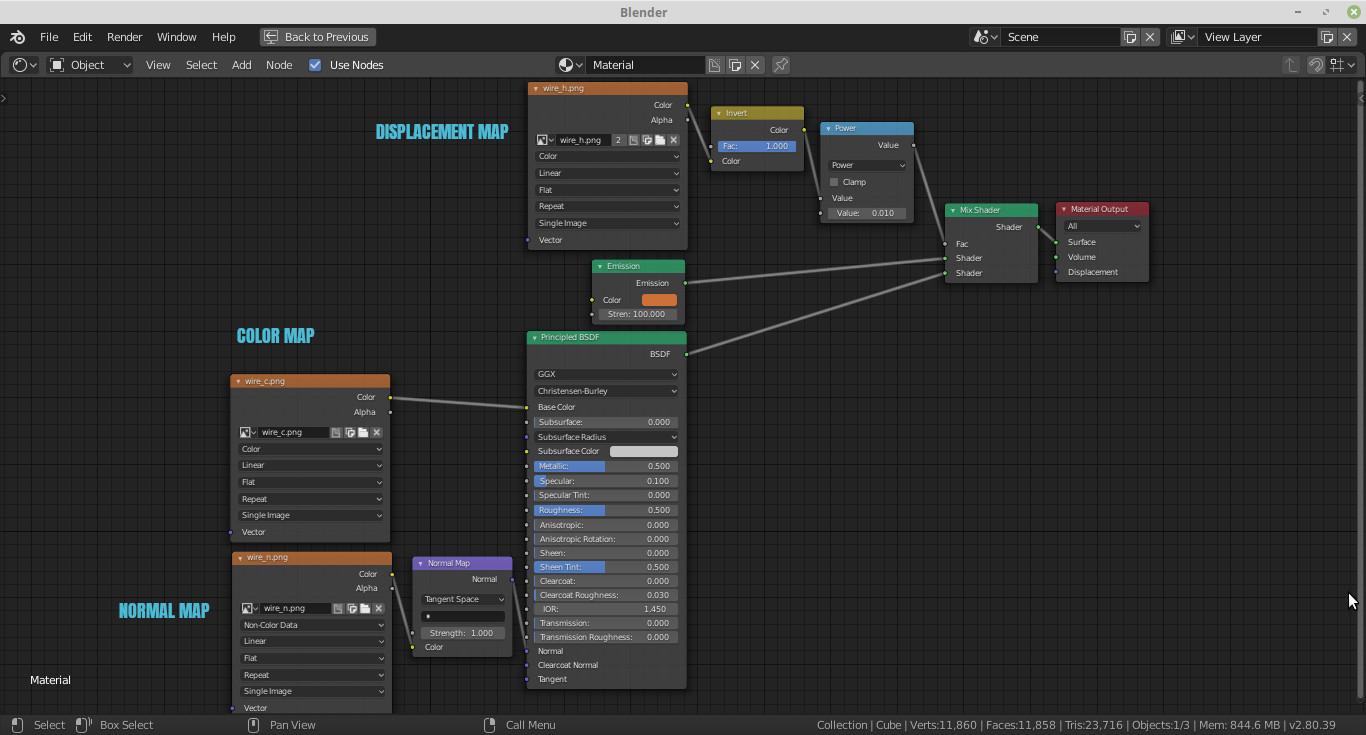 Blender
File Edit Render Window Help Back to Previous Scene View Layer
Object View Select Add Node Use Nodes Material
DISPLACEMENT MAP
wire_h.png
Color
Alpha
wire_h.png 2
Color
Linear
Flat
Repeat
Single Image
Vector
Invert
Color
Fac: 1.000
Color
Power
Value
Power
Clamp
Value
Value: 0.010
Mix Shader
Shader
Fac
Shader
Shader
Material Output
All
Surface
Volume
Displacement
Emission
Emission
Color
Stren: 100.000
COLOR MAP
wire_c.png
Color
Alpha
wire_c.png
Color
Linear
Flat
Repeat
Single Image
Vector
Principled BSDF
BSDF
GGX
Christensen-Burley
Base Color
Subsurface: 0.000
Subsurface Radius
Subsurface Color
Metallic: 0.500
Specular: 0.100
Specular Tint: 0.000
Roughness: 0.500
Anisotropic: 0.000
Anisotropic Rotation: 0.000
Sheen: 0.000
Sheen Tint: 0.500
Clearcoat: 0.000
Clearcoat Roughness: 0.030
IOR: 1.450
Transmission: 0.000
Transmission Roughness: 0.000
Normal
Clearcoat Normal
Tangent
NORMAL MAP
wire_n.png
Color
Alpha
wire_n.png
Non-Color Data
Linear
Flat
Repeat
Single Image
Vector
Normal Map
Normal
Tangent Space
Strength: 1.000
Color
Material
Select Box Select Pan View Call Menu Collection | Cube | Verts:11,860 | Faces:11,858 | Tris:23,716 | Objects:1/3 | Mem: 844.6 MB | v2.80.39